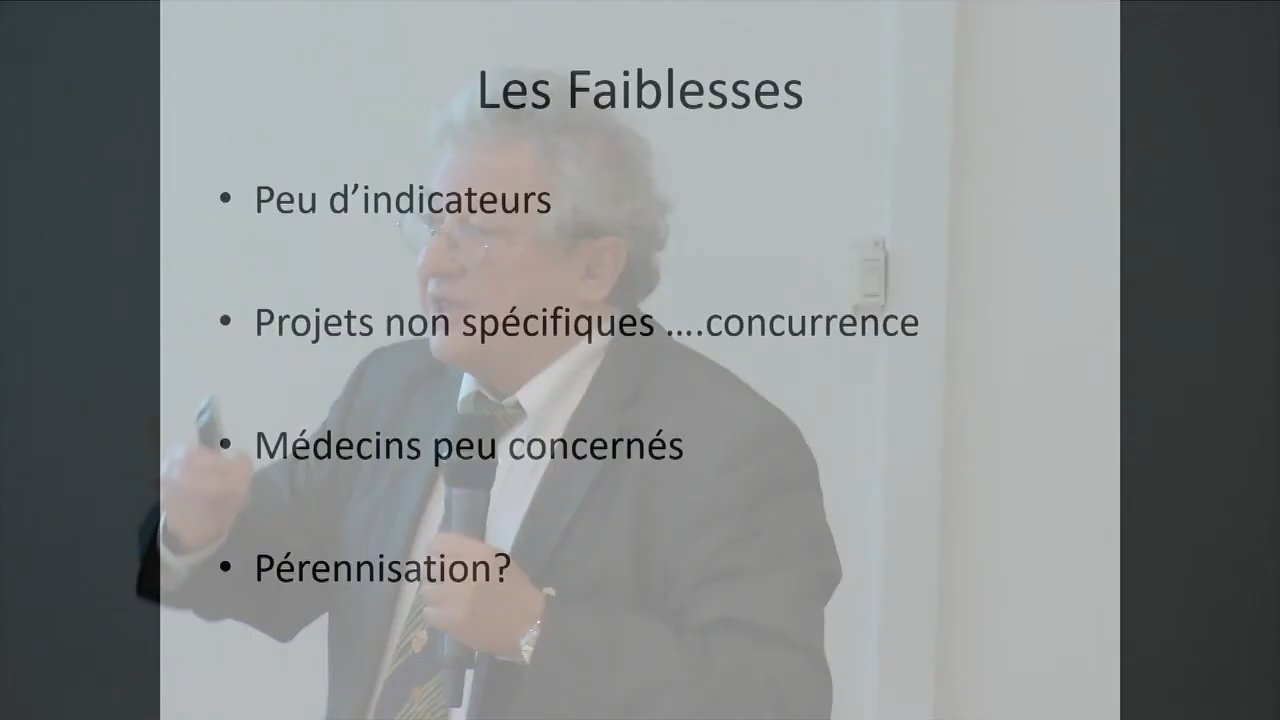 Les Faiblesses
• Peu d’indicateurs
• Projets non spécifiques ....concurrence
• Médecins peu concernés
• Pérennisation?